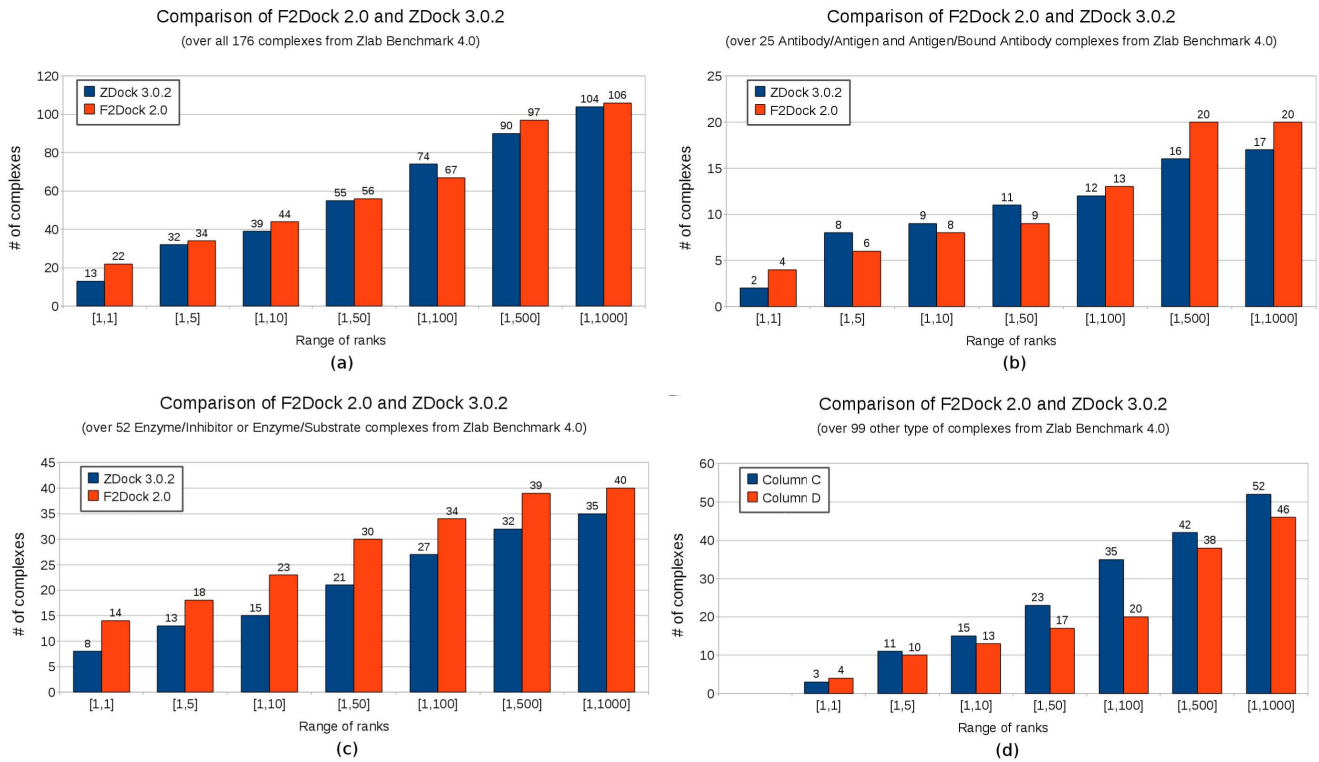 Comparison of F2Dock 2.0 and ZDock 3.0.2
(over all 176 complexes from Zlab Benchmark 4.0)
ZDock 3.0.2
F2Dock 2.0
# of complexes
120
100
80
60
40
20
0
13 22 32 34 39 44 55 56 74 67 90 97 104 106
[1,1] [1,5] [1,10] [1,50] [1,100] [1,500] [1,1000]
Range of ranks
(a)
Comparison of F2Dock 2.0 and ZDock 3.0.2
(over 25 Antibody/Antigen and Antigen/Bound Antibody complexes from Zlab Benchmark 4.0)
ZDock 3.0.2
F2Dock 2.0
# of complexes
25
20
15
10
5
0
2 4 8 6 9 8 11 9 12 13 16 20 17 20
[1,1] [1,5] [1,10] [1,50] [1,100] [1,500] [1,1000]
Range of ranks
(b)
Comparison of F2Dock 2.0 and ZDock 3.0.2
(over 52 Enzyme/Inhibitor or Enzyme/Substrate complexes from Zlab Benchmark 4.0)
ZDock 3.0.2
F2Dock 2.0
# of complexes
45
40
35
30
25
20
15
10
5
0
8 14 13 18 15 23 21 30 27 34 32 39 35 40
[1,1] [1,5] [1,10] [1,50] [1,100] [1,500] [1,1000]
Range of ranks
(c)
Comparison of F2Dock 2.0 and ZDock 3.0.2
(over 99 other type of complexes from Zlab Benchmark 4.0)
Column C
Column D
# of complexes
60
50
40
30
20
10
0
3 4 11 10 15 13 23 17 35 20 42 38 52 46
[1,1] [1,5] [1,10] [1,50] [1,100] [1,500] [1,1000]
Range of ranks
(d)